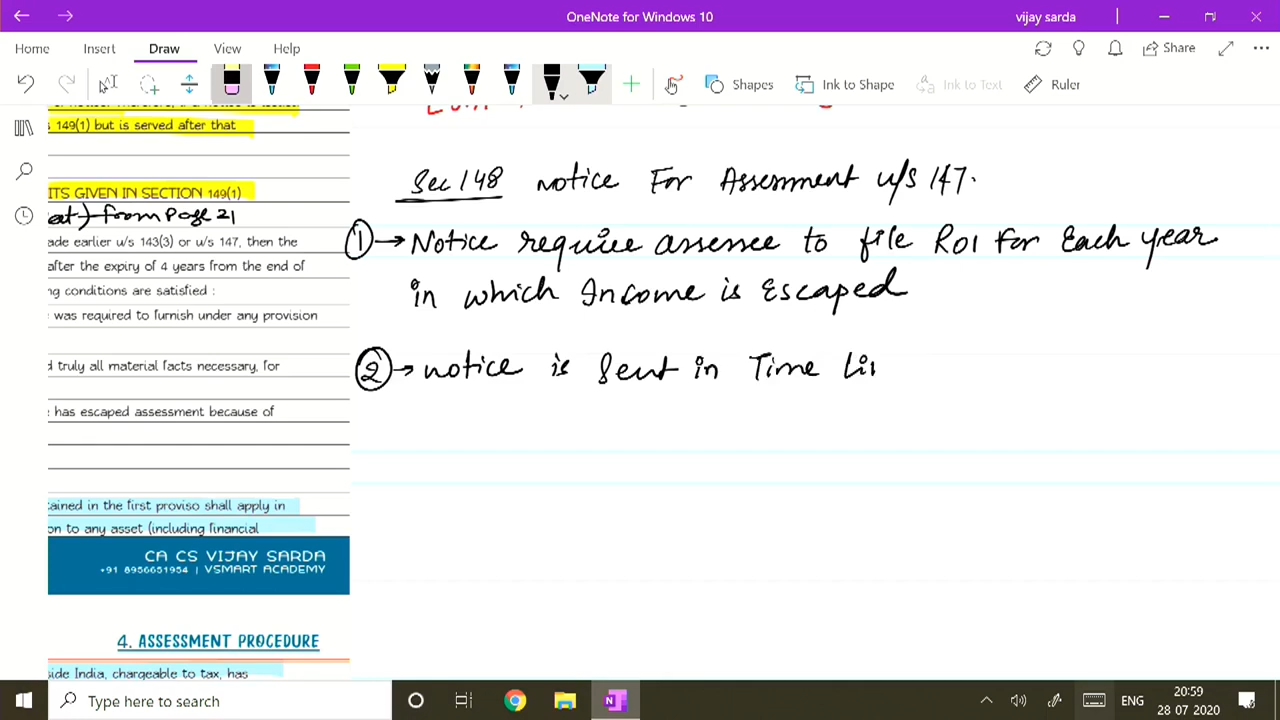 OneNote for Windows 10
vijay sarda
Home Insert Draw View Help
Share
Shapes Ink to Shape Ink to Text Ruler
149(1) but is served after that
ITS GIVEN IN SECTION 149(1)
from Page 21
ade earlier u/s 143(3) or u/s 147, then the
after the expiry of 4 years from the end of
ng conditions are satisfied :
was required to furnish under any provision
d truly all material facts necessary, for
has escaped assessment because of
tained in the first proviso shall apply in
on to any asset (including financial
CA CS VIJAY SARDA
+91 8956651954 | VSMART ACADEMY
4. ASSESSMENT PROCEDURE
side India, chargeable to tax, has
Sec 148 notice For Assessment u/s 147.
① → Notice require assesee to file ROI for Each year
in which Income is Escaped
② → notice is Sent in Time Li
Type here to search
ENG
20:59
28 07 2020